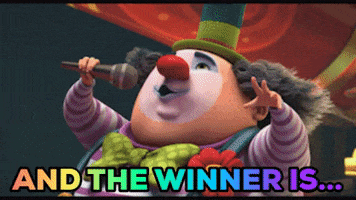 AND THE WINNER IS...